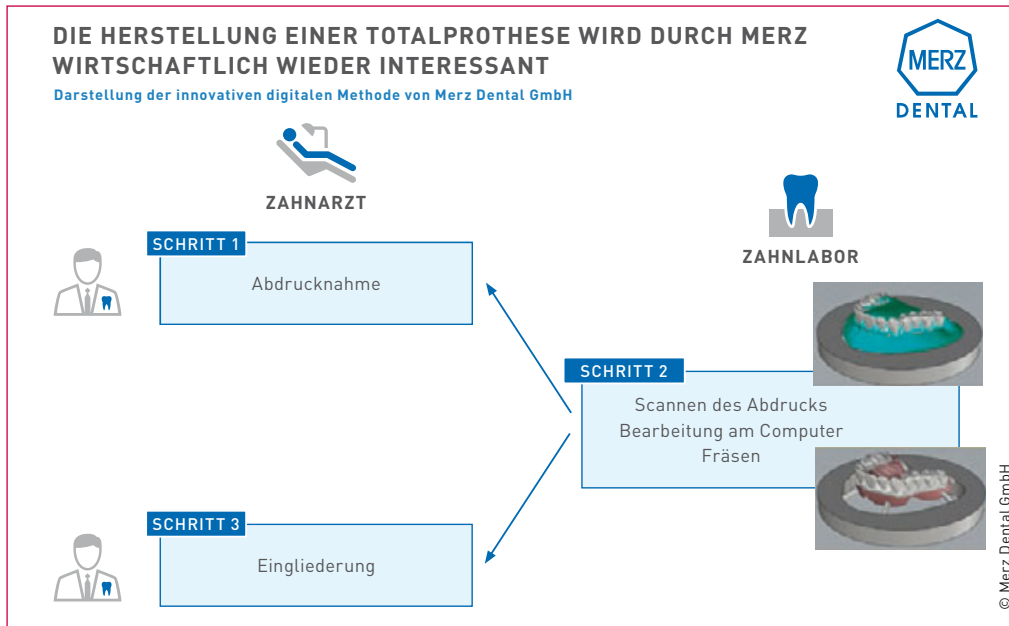 DIE HERSTELLUNG EINER TOTALPROTHESE WIRD DURCH MERZ
WIRTSCHAFTLICH WIEDER INTERESSANT
Darstellung der innovativen digitalen Methode von Merz Dental GmbH
MERZ
DENTAL
ZAHNARZT
ZAHNLABOR
SCHRITT 1
Abdrucknahme
SCHRITT 2
Scannen des Abdrucks
Bearbeitung am Computer
Fräsen
SCHRITT 3
Eingliederung
© Merz Dental GmbH